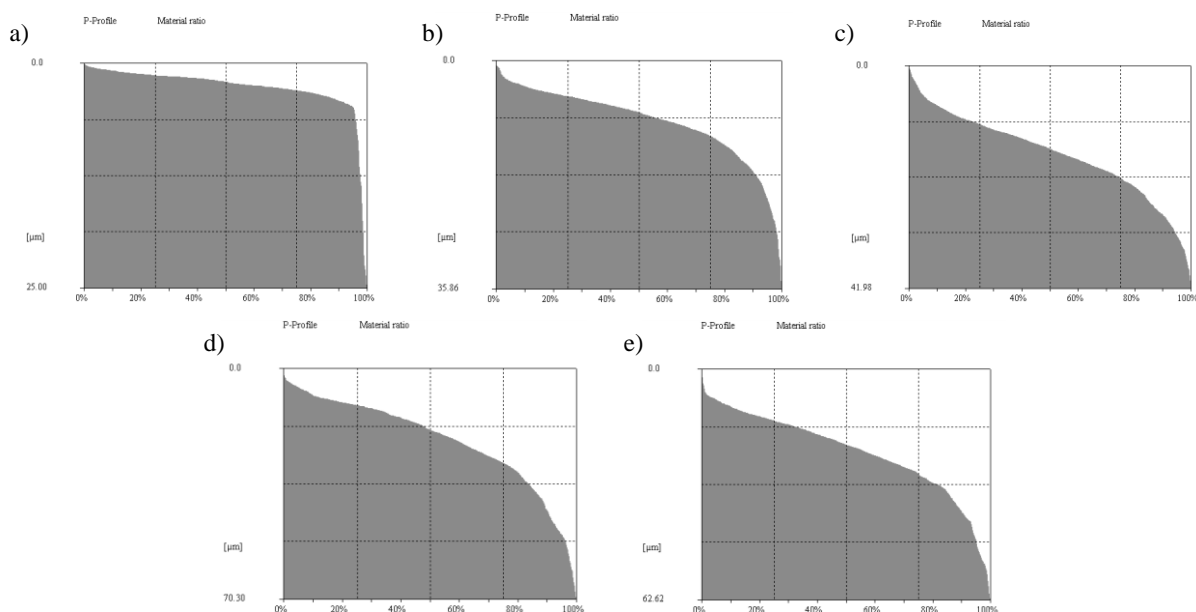 a)
P-Profile Material ratio
0.0
[µm]
25.00
0% 20% 40% 60% 80% 100%
b)
P-Profile Material ratio
0.0
[µm]
35.86
0% 20% 40% 60% 80% 100%
c)
P-Profile Material ratio
0.0
[µm]
41.98
0% 20% 40% 60% 80% 100%
d)
P-Profile Material ratio
0.0
[µm]
70.30
0% 20% 40% 60% 80% 100%
e)
P-Profile Material ratio
0.0
[µm]
62.62
0% 20% 40% 60% 80% 100%